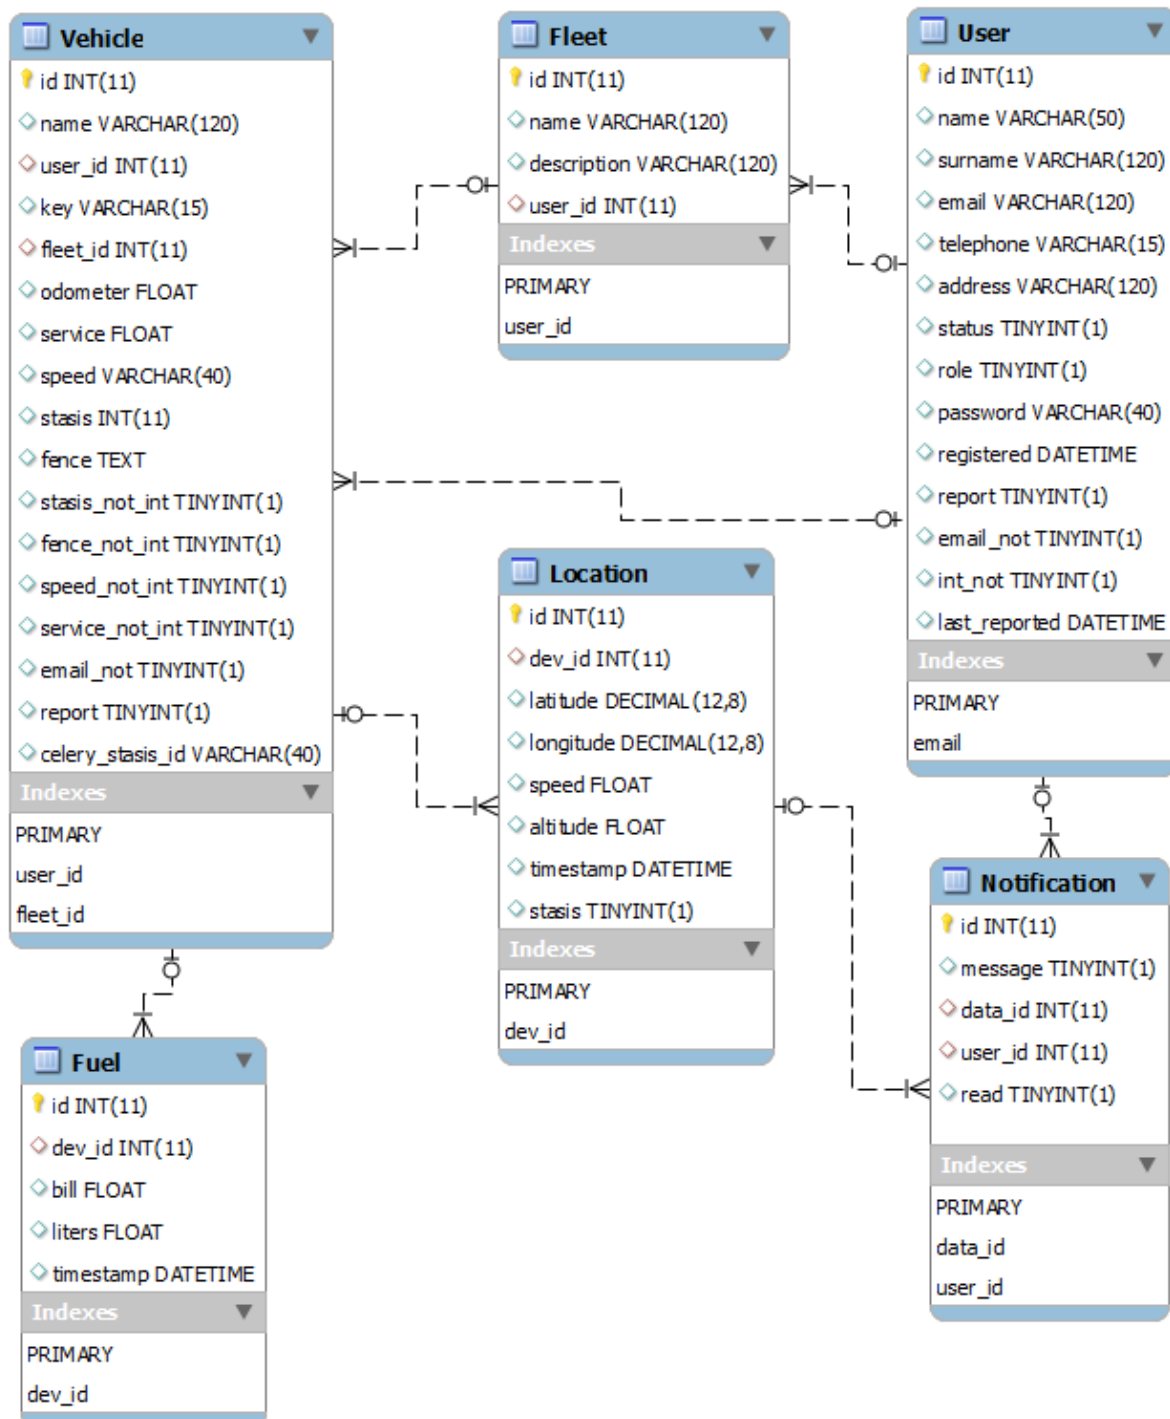 Vehicle
id INT(11)
name VARCHAR(120)
user_id INT(11)
key VARCHAR(15)
fleet_id INT(11)
odometer FLOAT
service FLOAT
speed VARCHAR(40)
stasis INT(11)
fence TEXT
stasis_not_int TINYINT(1)
fence_not_int TINYINT(1)
speed_not_int TINYINT(1)
service_not_int TINYINT(1)
email_not TINYINT(1)
report TINYINT(1)
celery_stasis_id VARCHAR(40)
Indexes
PRIMARY
user_id
fleet_id
Fleet
id INT(11)
name VARCHAR(120)
description VARCHAR(120)
user_id INT(11)
Indexes
PRIMARY
user_id
User
id INT(11)
name VARCHAR(50)
surname VARCHAR(120)
email VARCHAR(120)
telephone VARCHAR(15)
address VARCHAR(120)
status TINYINT(1)
role TINYINT(1)
password VARCHAR(40)
registered DATETIME
report TINYINT(1)
email_not TINYINT(1)
int_not TINYINT(1)
last_reported DATETIME
Indexes
PRIMARY
email
Location
id INT(11)
dev_id INT(11)
latitude DECIMAL(12,8)
longitude DECIMAL(12,8)
speed FLOAT
altitude FLOAT
timestamp DATETIME
stasis TINYINT(1)
Indexes
PRIMARY
dev_id
Notification
id INT(11)
message TINYINT(1)
data_id INT(11)
user_id INT(11)
read TINYINT(1)
Indexes
PRIMARY
data_id
user_id
Fuel
id INT(11)
dev_id INT(11)
bill FLOAT
liters FLOAT
timestamp DATETIME
Indexes
PRIMARY
dev_id